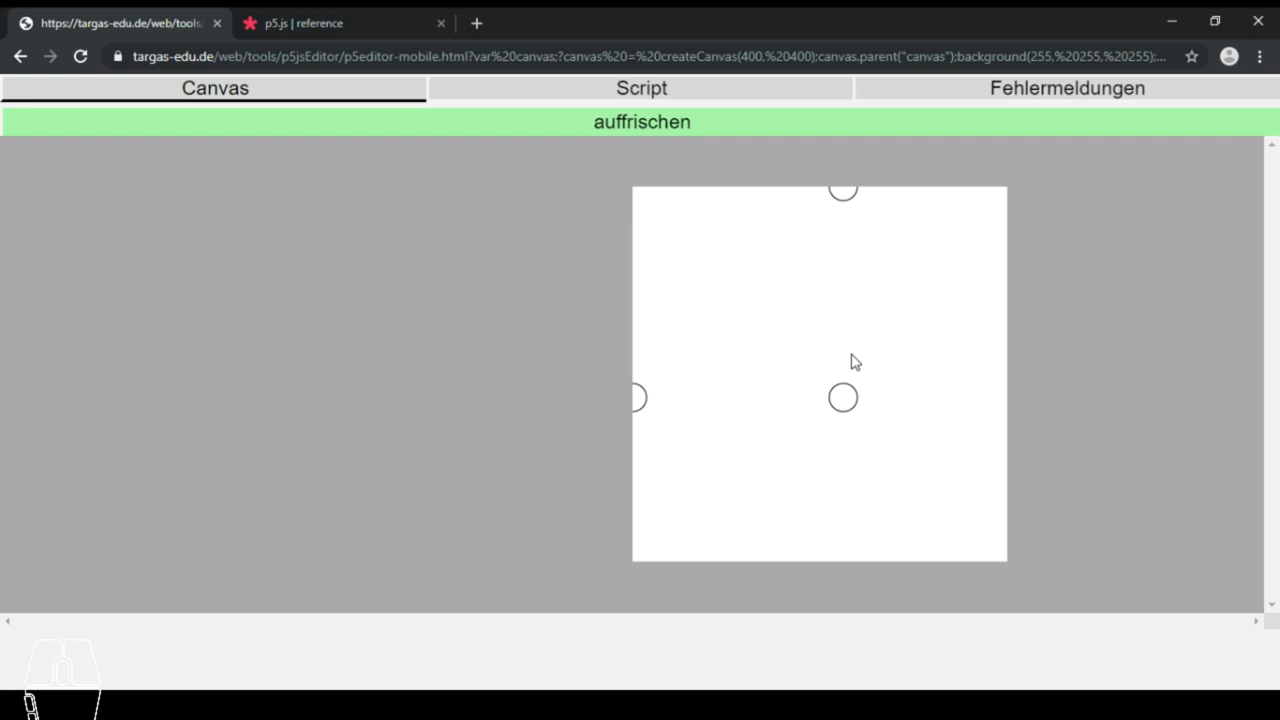 https://targas-edu.de/web/tools
p5.js | reference
targas-edu.de/web/tools/p5jsEditor/p5editor-mobile.html?var%20canvas;?canvas%20=%20createCanvas(400,%20400);canvas.parent("canvas");background(255,%20255,%20255);...
Canvas
Script
Fehlermeldungen
auffrischen